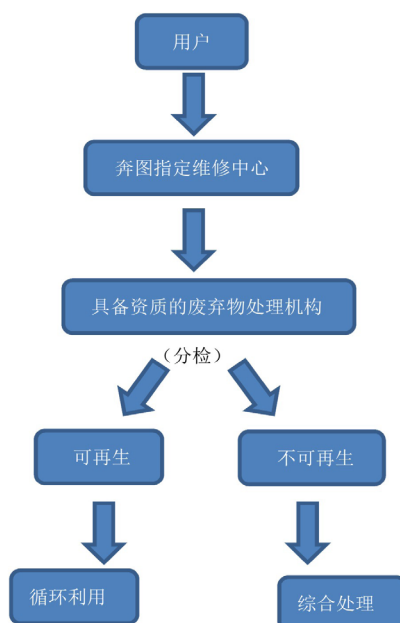 用户
奔图指定维修中心
具备资质的废弃物处理机构
（分检）
可再生
不可再生
循环利用
综合处理